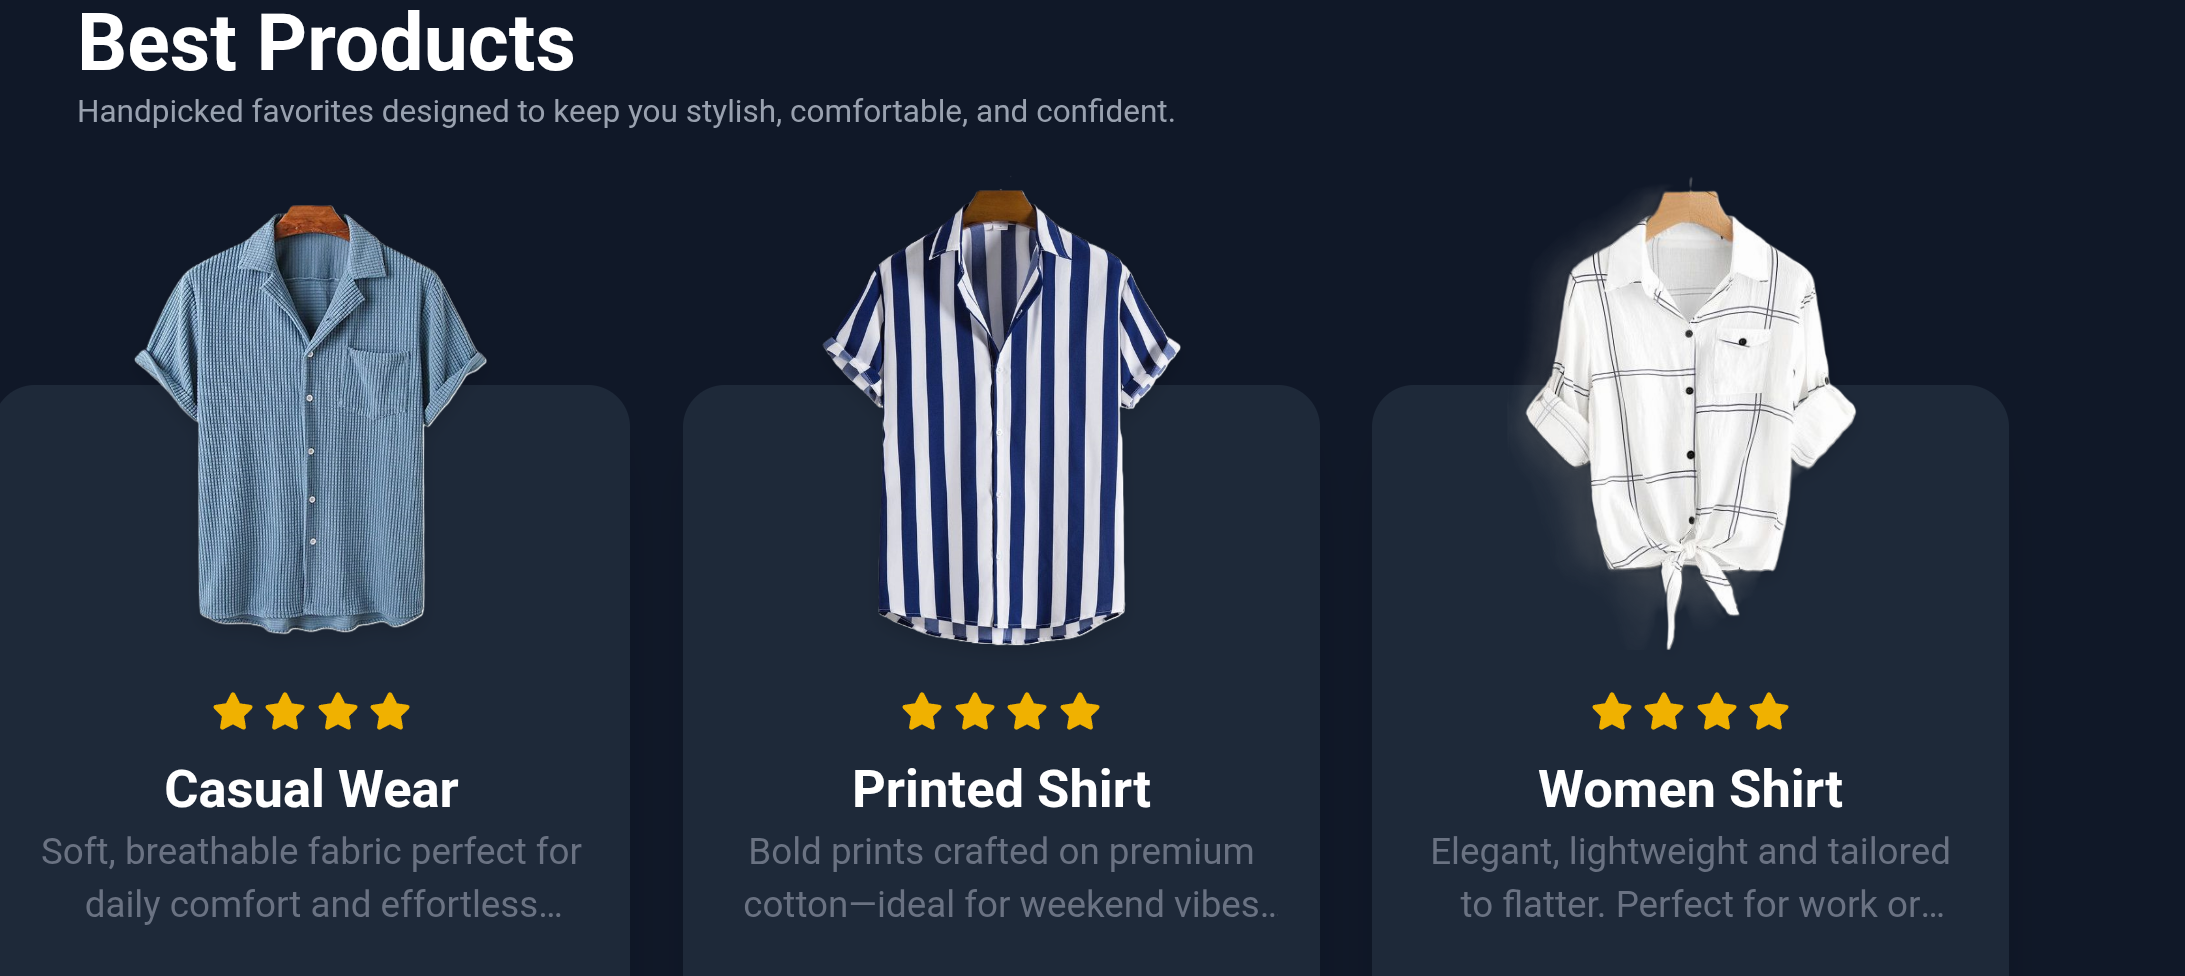 Best Products
Handpicked favorites designed to keep you stylish, comfortable, and confident.
Casual Wear
Soft, breathable fabric perfect for
daily comfort and effortless...
Printed Shirt
Bold prints crafted on premium
cotton—ideal for weekend vibes..
Women Shirt
Elegant, lightweight and tailored
to flatter. Perfect for work or...